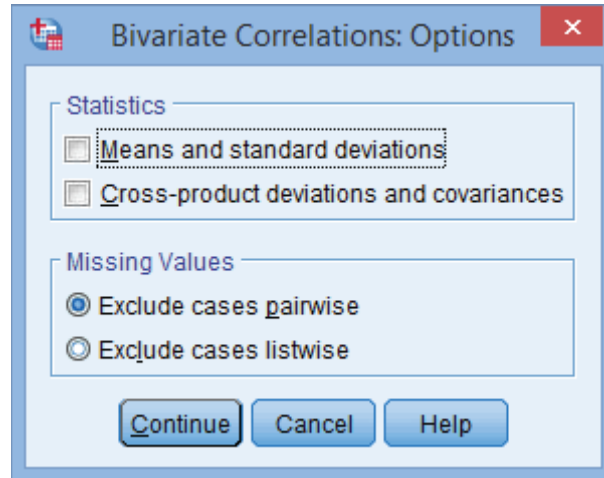 Bivariate Correlations: Options
Statistics
Means and standard deviations
Cross-product deviations and covariances
Missing Values
Exclude cases pairwise
Exclude cases listwise
Continue Cancel Help